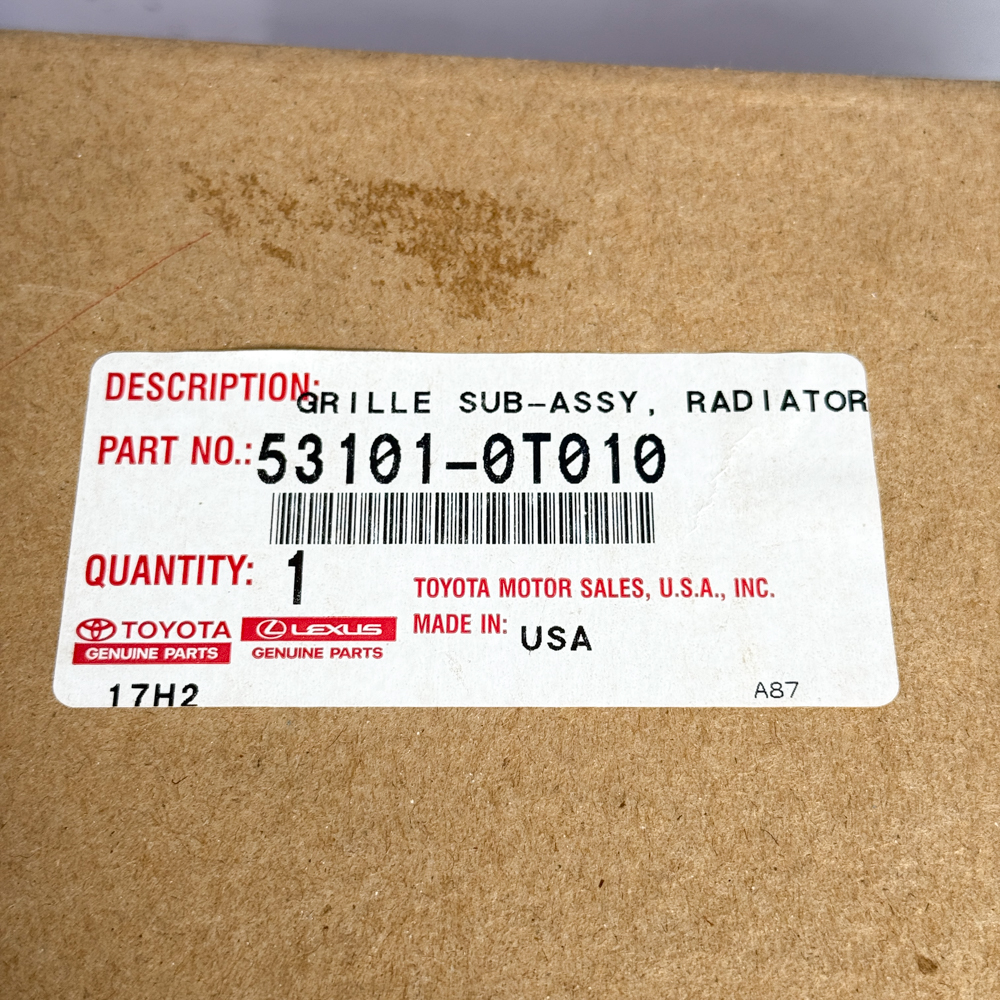 DESCRIPTION: GRILLE SUB-ASSY, RADIATOR
PART NO.: 53101-0T010
QUANTITY: 1
TOYOTA MOTOR SALES, U.S.A., INC.
MADE IN: USA
TOYOTA
GENUINE PARTS
LEXUS
GENUINE PARTS
17H2
A87